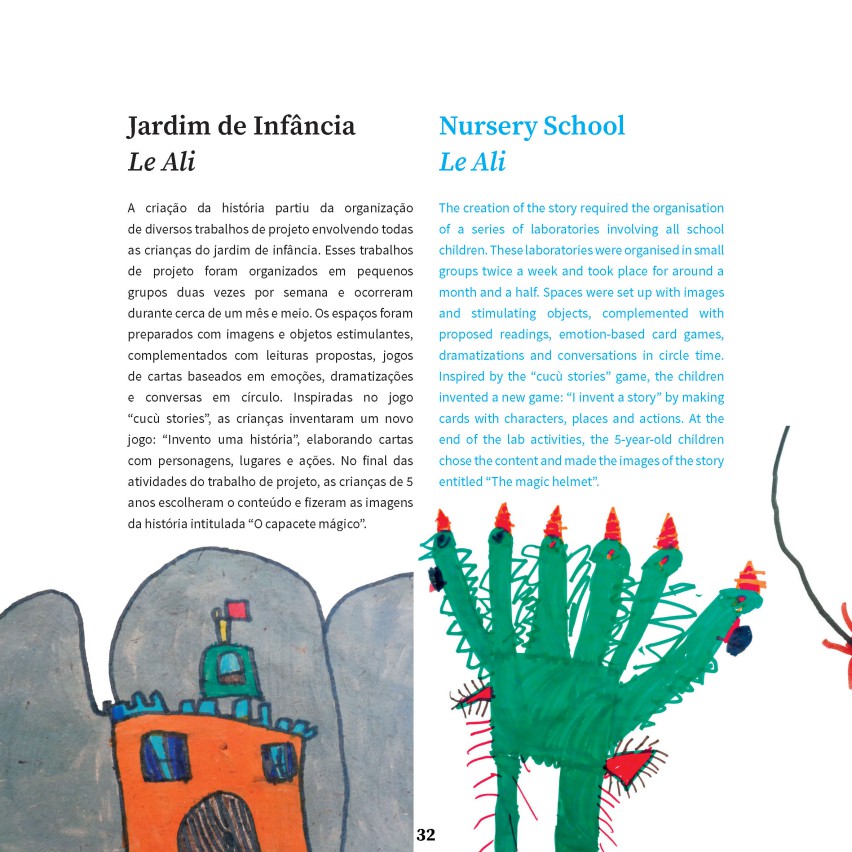 Jardim de Infância
Le Ali
A criação da história partiu da organização
de diversos trabalhos de projeto envolvendo todas
as crianças do jardim de infância. Esses trabalhos
de projeto foram organizados em pequenos
grupos duas vezes por semana e ocorreram
durante cerca de um mês e meio. Os espaços foram
preparados com imagens e objetos estimulantes,
complementados com leituras propostas, jogos
de cartas baseados em emoções, dramatizações
e conversas em círculo. Inspiradas no jogo
“cucù stories”, as crianças inventaram um novo
jogo: “Invento uma história”, elaborando cartas
com personagens, lugares e ações. No final das
atividades do trabalho de projeto, as crianças de 5
anos escolheram o conteúdo e fizeram as imagens
da história intitulada “O capacete mágico”.
Nursery School
Le Ali
The creation of the story required the organisation
of a series of laboratories involving all school
children. These laboratories were organised in small
groups twice a week and took place for around a
month and a half. Spaces were set up with images
and stimulating objects, complemented with
proposed readings, emotion-based card games,
dramatizations and conversations in circle time.
Inspired by the “cucù stories” game, the children
invented a new game: “I invent a story” by making
cards with characters, places and actions. At the
end of the lab activities, the 5-year-old children
chose the content and made the images of the story
entitled “The magic helmet”.
32